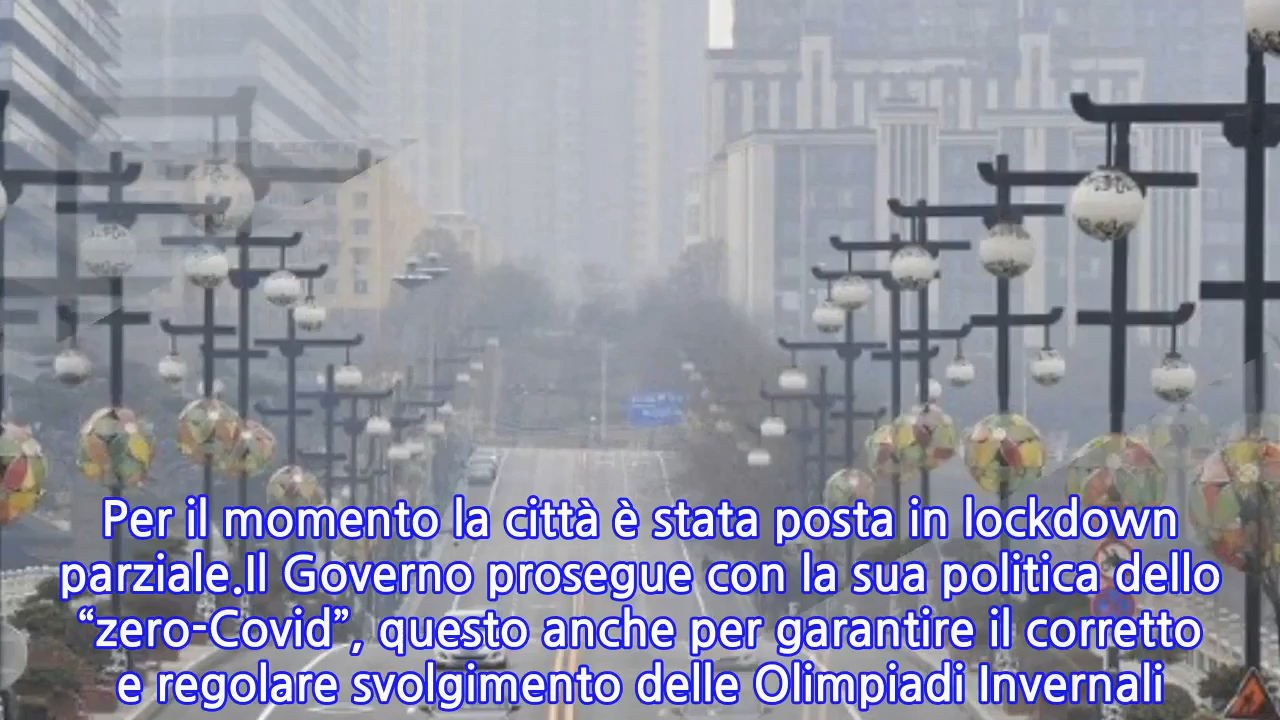 Per il momento la città è stata posta in lockdown
parziale.Il Governo prosegue con la sua politica dello
“zero-Covid”, questo anche per garantire il corretto
e regolare svolgimento delle Olimpiadi Invernali